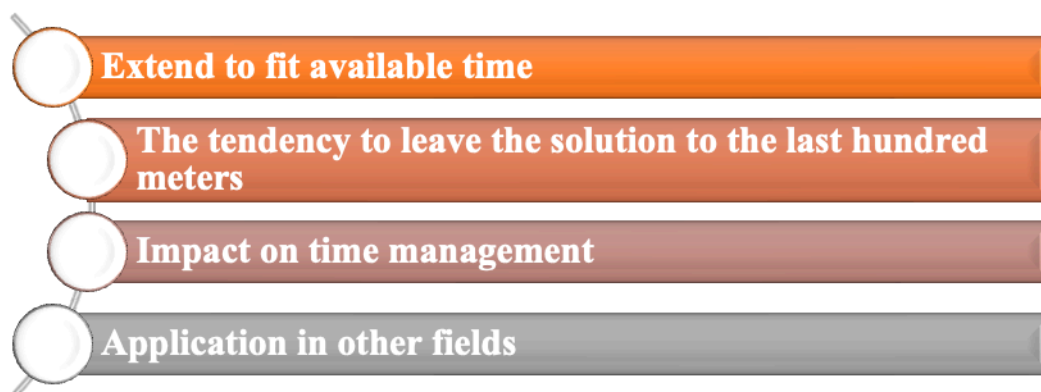 Extend to fit available time
The tendency to leave the solution to the last hundred
meters
Impact on time management
Application in other fields